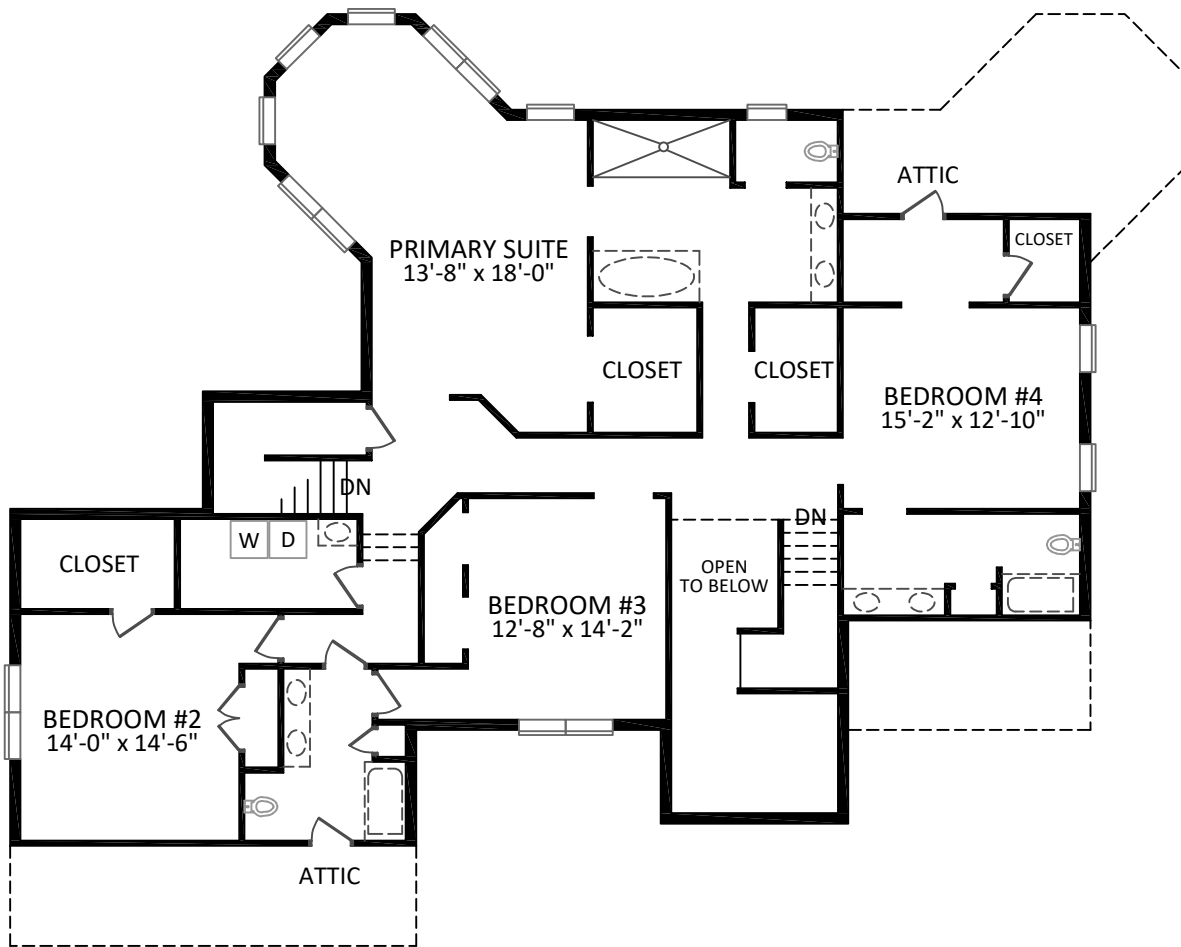 ATTIC
CLOSET
PRIMARY SUITE
13'-8" x 18'-0"
CLOSET
CLOSET
BEDROOM #4
15'-2" x 12'-10"
DN
DN
W
D
CLOSET
OPEN
TO BELOW
BEDROOM #3
12'-8" x 14'-2"
BEDROOM #2
14'-0" x 14'-6"
ATTIC